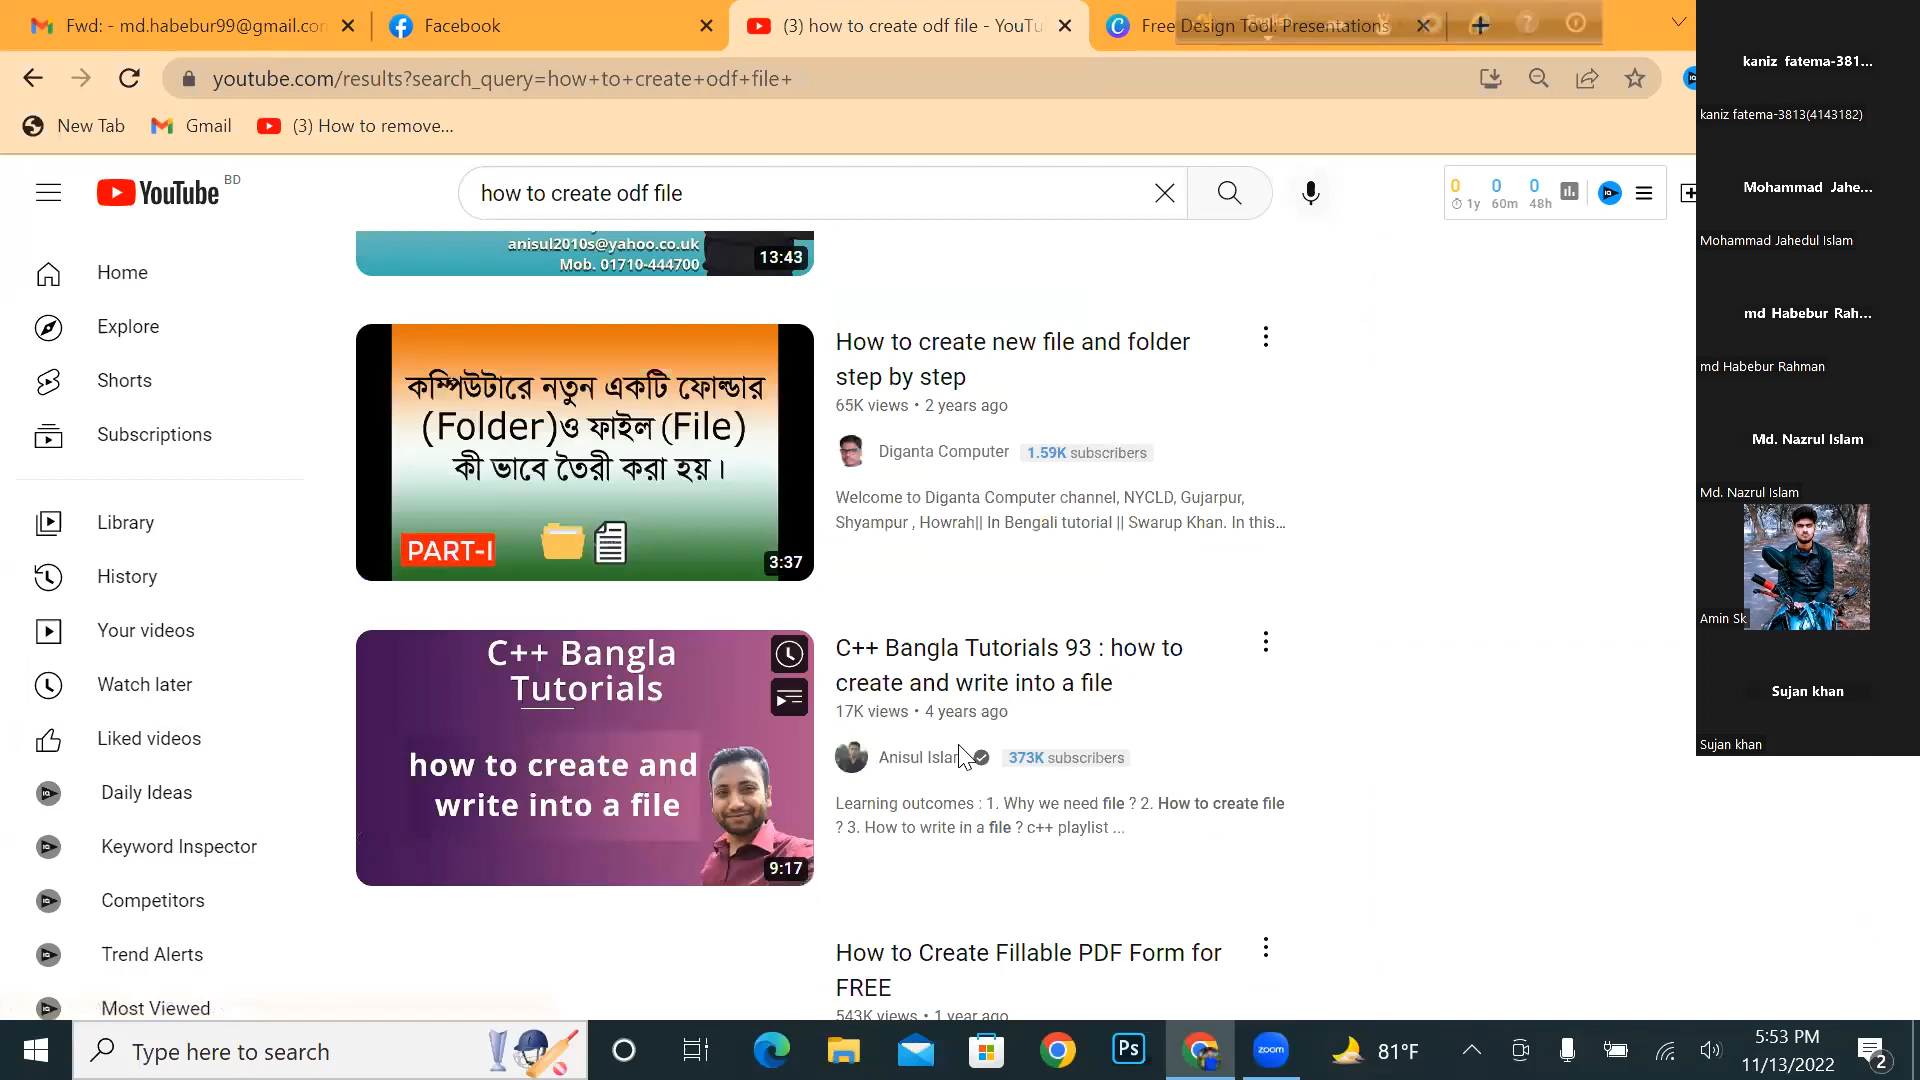 Fwd: - md.habebur99@gmail.co
Facebook
(3) how to create odf file - YouTu
Free Design Tool: Presentations
youtube.com/results?search_query=how+to+create+odf+file+
New Tab
Gmail
(3) How to remove...
YouTube BD
how to create odf file
0 0 0
1y 60m 48h
Home
Explore
Shorts
Subscriptions
Library
History
Your videos
Watch later
Liked videos
Daily Ideas
Keyword Inspector
Competitors
Trend Alerts
Most Viewed
anisul2010s@yahoo.co.uk
Mob. 01710-444700
13:43
কম্পিউটারে নতুন একটি ফোল্ডার
(Folder)ও ফাইল (File)
কী ভাবে তৈরী করা হয়।
PART-I
3:37
How to create new file and folder
step by step
65K views • 2 years ago
Diganta Computer 1.59K subscribers
Welcome to Diganta Computer channel, NYCLD, Gujarpur,
Shyampur , Howrah|| In Bengali tutorial || Swarup Khan. In this...
C++ Bangla
Tutorials
how to create and
write into a file
9:17
C++ Bangla Tutorials 93 : how to
create and write into a file
17K views • 4 years ago
Anisul Islam 373K subscribers
Learning outcomes : 1. Why we need file ? 2. How to create file
? 3. How to write in a file ? c++ playlist ...
How to Create Fillable PDF Form for
FREE
543K views • 1 year ago
kaniz fatema-381...
kaniz fatema-3813(4143182)
Mohammad Jahe...
Mohammad Jahedul Islam
md Habebur Rah...
md Habebur Rahman
Md. Nazrul Islam
Md. Nazrul Islam
Amin Sk
Sujan khan
Sujan khan
Type here to search
Ps
zoom
81°F
5:53 PM
11/13/2022
2